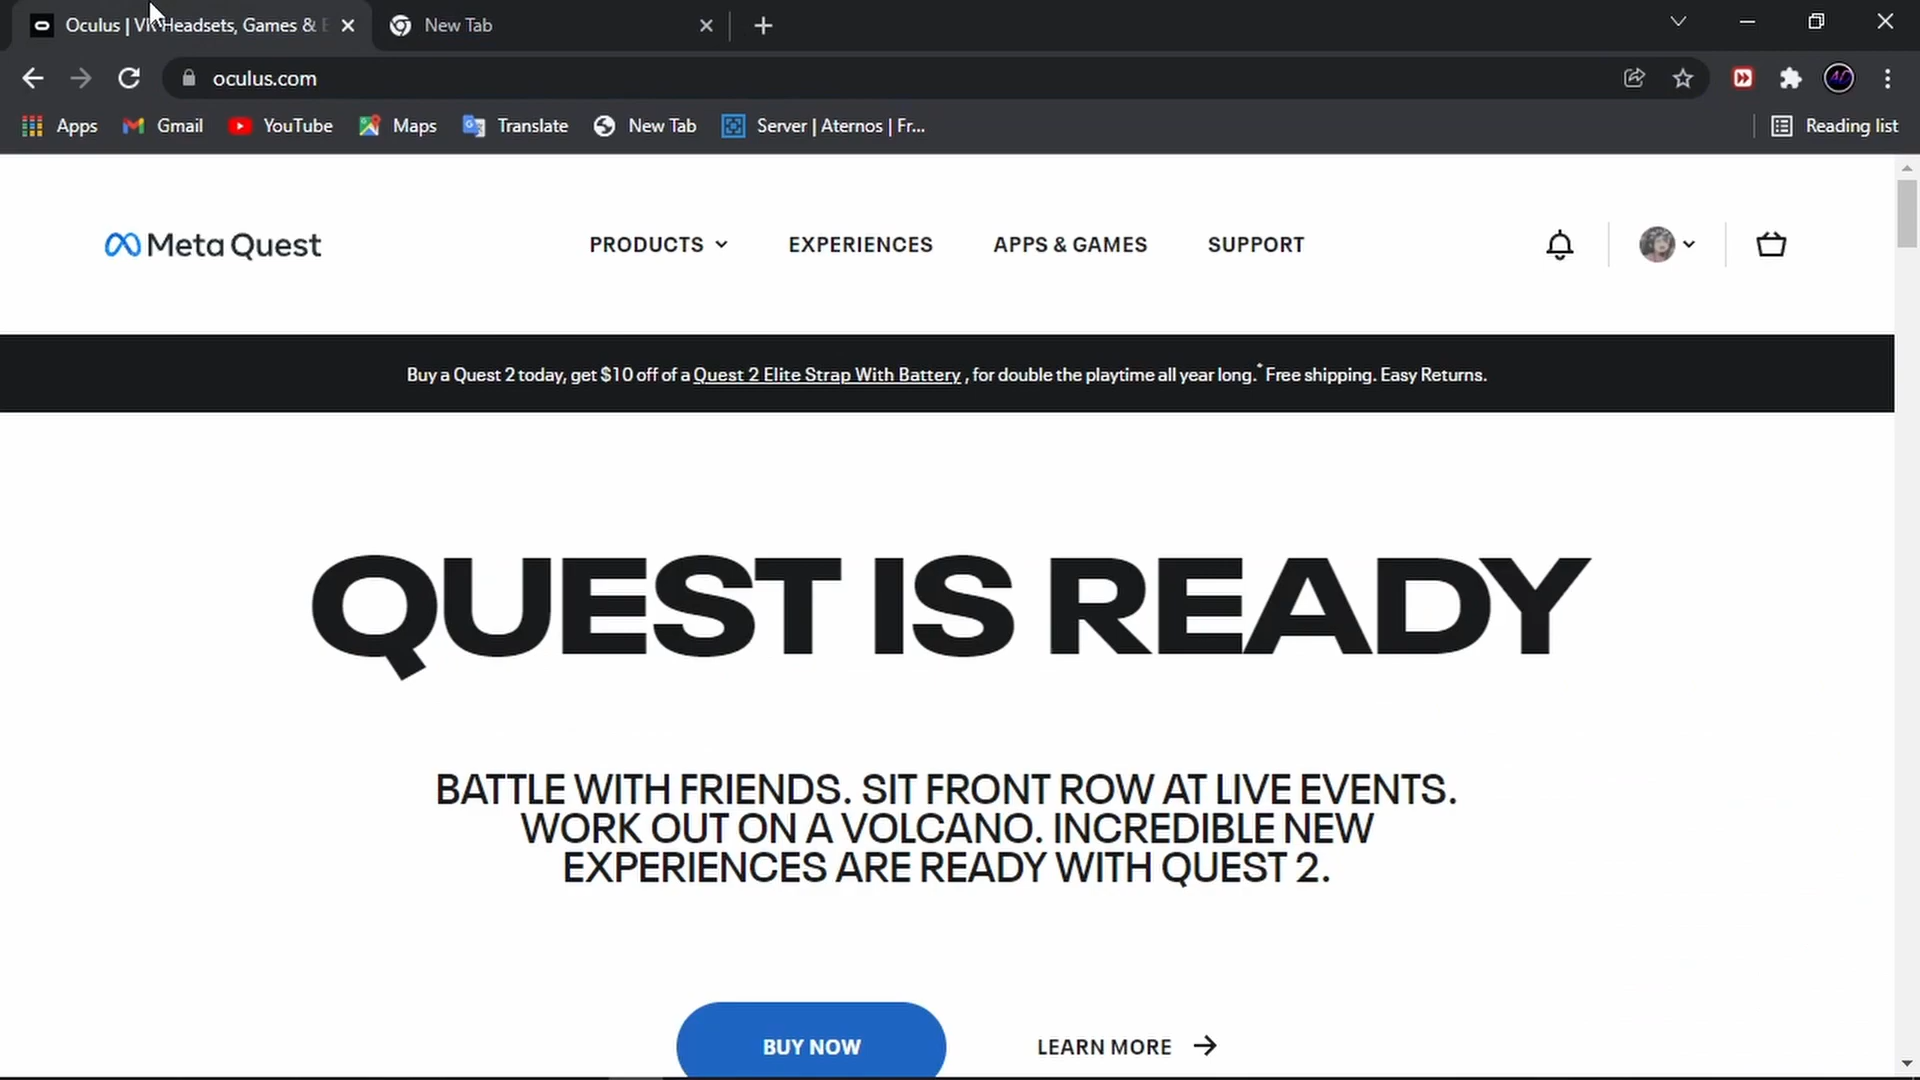 Oculus | VR Headsets, Games & E
New Tab
oculus.com
Apps
Gmail
YouTube
Maps
Translate
New Tab
Server | Aternos | Fr...
Reading list
Meta Quest
PRODUCTS
EXPERIENCES
APPS & GAMES
SUPPORT
Buy a Quest 2 today, get $10 off of a Quest 2 Elite Strap With Battery , for double the playtime all year long.* Free shipping. Easy Returns.
QUEST IS READY
BATTLE WITH FRIENDS. SIT FRONT ROW AT LIVE EVENTS.
WORK OUT ON A VOLCANO. INCREDIBLE NEW
EXPERIENCES ARE READY WITH QUEST 2.
BUY NOW
LEARN MORE